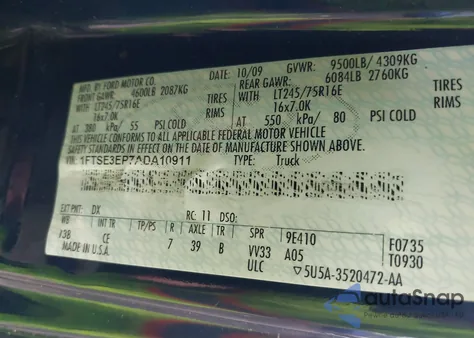 MFD. BY FORD MOTOR CO.
DATE: 10/09 GVWR: 9500LB/ 4309KG
FRONT GAWR: 4600LB 2087KG REAR GAWR: 6084LB 2760KG
WITH LT245/75R16E TIRES WITH LT245/75R16E TIRES
16x7.0K RIMS 16x7.0K RIMS
AT 380 kPa/ 55 PSI COLD AT 550 kPa/ 80 PSI COLD
THIS VEHICLE CONFORMS TO ALL APPLICABLE FEDERAL MOTOR VEHICLE
SAFETY STANDARDS IN EFFECT ON THE DATE OF MANUFACTURE SHOWN ABOVE.
VIN: 1FTSE3EP7ADA10911 TYPE: Truck
EXT PNT: DX RC: 11 DSO:
WB INT TR TP/PS R AXLE TR SPR 9E410 F0735
138 CE 7 39 B VV33 A05 T0930
MADE IN U.S.A. ULC 5U5A-3520472-AA
autoSnap